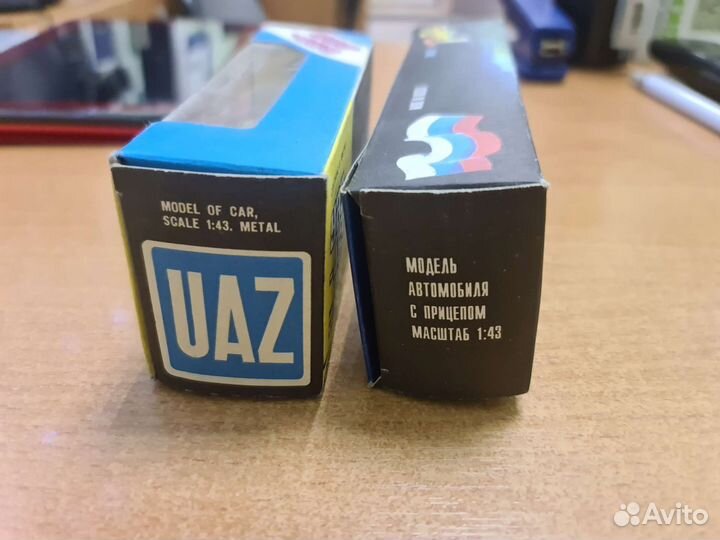 MODEL OF CAR,
SCALE 1:43. METAL
UAZ
МОДЕЛЬ
АВТОМОБИЛЯ
С ПРИЦЕПОМ
МАСШТАБ 1:43
Avito